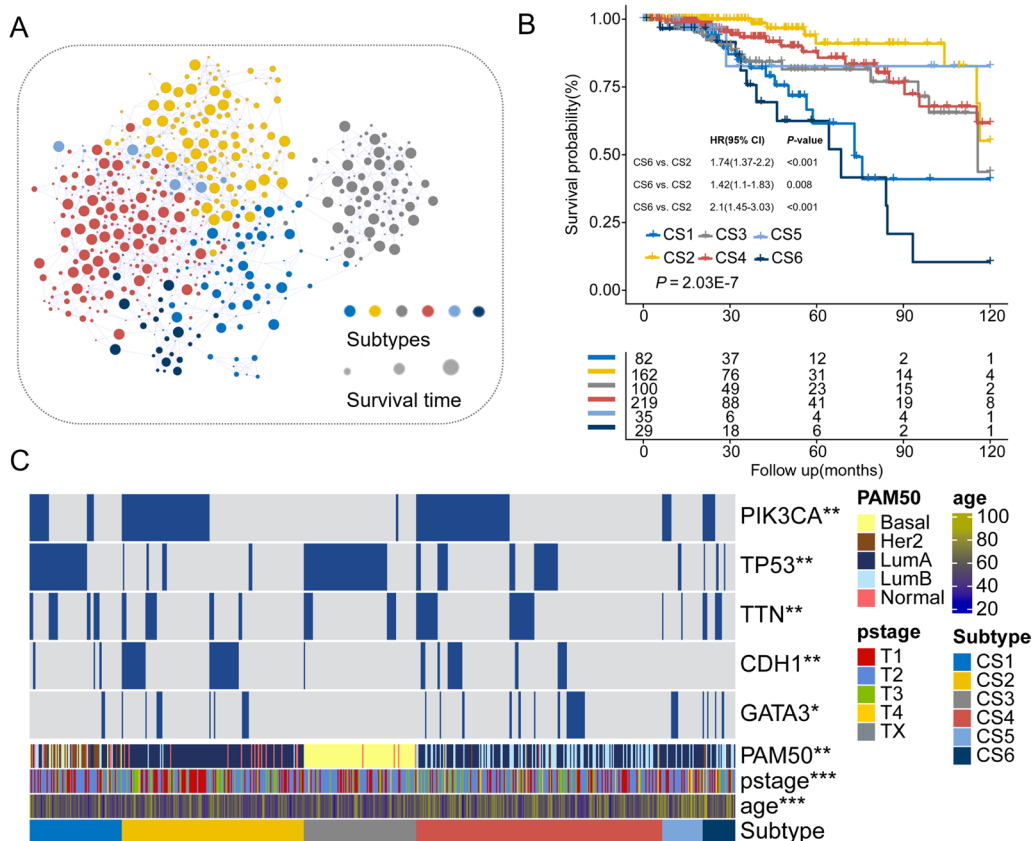 A
Subtypes
Survival time
B
Survival probability(%)
1.00
0.75
0.50
0.25
0.00
HR(95% CI) P-value
CS6 vs. CS2 1.74(1.37-2.2) <0.001
CS6 vs. CS2 1.42(1.1-1.83) 0.008
CS6 vs. CS2 2.1(1.45-3.03) <0.001
CS1 CS3 CS5
CS2 CS4 CS6
P = 2.03E-7
0 30 60 90 120
82 37 12 2 1
162 76 31 14 4
100 49 23 15 2
219 88 41 19 8
35 6 4 4 1
29 18 6 2 1
0 30 60 90 120
Follow up(months)
C
PIK3CA**
TP53**
TTN**
CDH1**
GATA3*
PAM50**
pstage***
age***
Subtype
PAM50
Basal
Her2
LumA
LumB
Normal
age
100
80
60
40
20
pstage
T1
T2
T3
T4
TX
Subtype
CS1
CS2
CS3
CS4
CS5
CS6